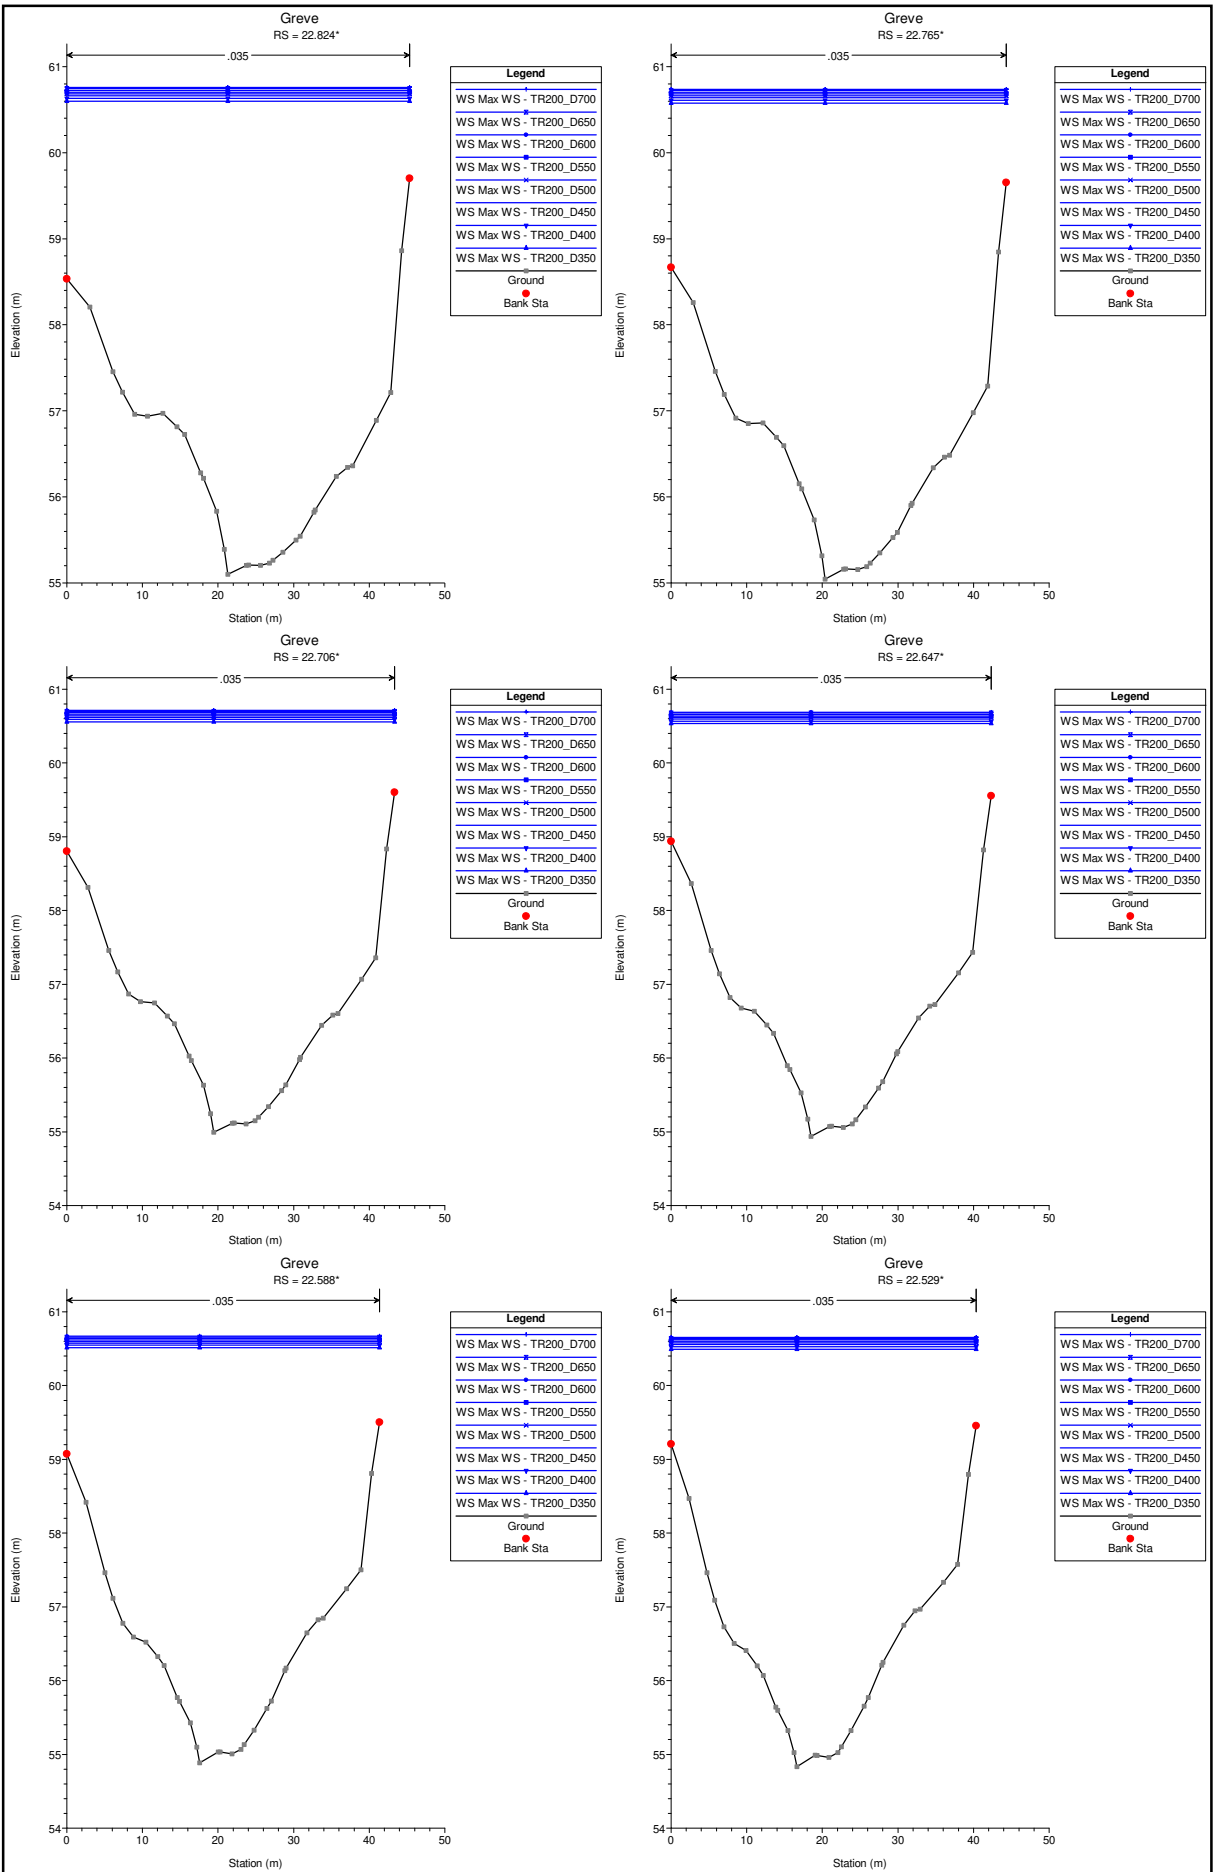 Greve
RS = 22.824*
.035
61
60
59
58
57
56
55
0 10 20 30 40 50
Elevation (m)
Station (m)
Legend
WS Max WS - TR200_D700
WS Max WS - TR200_D650
WS Max WS - TR200_D600
WS Max WS - TR200_D550
WS Max WS - TR200_D500
WS Max WS - TR200_D450
WS Max WS - TR200_D400
WS Max WS - TR200_D350
Ground
Bank Sta
Greve
RS = 22.765*
.035
61
60
59
58
57
56
55
0 10 20 30 40 50
Elevation (m)
Station (m)
Legend
WS Max WS - TR200_D700
WS Max WS - TR200_D650
WS Max WS - TR200_D600
WS Max WS - TR200_D550
WS Max WS - TR200_D500
WS Max WS - TR200_D450
WS Max WS - TR200_D400
WS Max WS - TR200_D350
Ground
Bank Sta
Greve
RS = 22.706*
.035
61
60
59
58
57
56
55
54
0 10 20 30 40 50
Elevation (m)
Station (m)
Legend
WS Max WS - TR200_D700
WS Max WS - TR200_D650
WS Max WS - TR200_D600
WS Max WS - TR200_D550
WS Max WS - TR200_D500
WS Max WS - TR200_D450
WS Max WS - TR200_D400
WS Max WS - TR200_D350
Ground
Bank Sta
Greve
RS = 22.647*
.035
61
60
59
58
57
56
55
54
0 10 20 30 40 50
Elevation (m)
Station (m)
Legend
WS Max WS - TR200_D700
WS Max WS - TR200_D650
WS Max WS - TR200_D600
WS Max WS - TR200_D550
WS Max WS - TR200_D500
WS Max WS - TR200_D450
WS Max WS - TR200_D400
WS Max WS - TR200_D350
Ground
Bank Sta
Greve
RS = 22.588*
.035
61
60
59
58
57
56
55
54
0 10 20 30 40 50
Elevation (m)
Station (m)
Legend
WS Max WS - TR200_D700
WS Max WS - TR200_D650
WS Max WS - TR200_D600
WS Max WS - TR200_D550
WS Max WS - TR200_D500
WS Max WS - TR200_D450
WS Max WS - TR200_D400
WS Max WS - TR200_D350
Ground
Bank Sta
Greve
RS = 22.529*
.035
61
60
59
58
57
56
55
54
0 10 20 30 40 50
Elevation (m)
Station (m)
Legend
WS Max WS - TR200_D700
WS Max WS - TR200_D650
WS Max WS - TR200_D600
WS Max WS - TR200_D550
WS Max WS - TR200_D500
WS Max WS - TR200_D450
WS Max WS - TR200_D400
WS Max WS - TR200_D350
Ground
Bank Sta